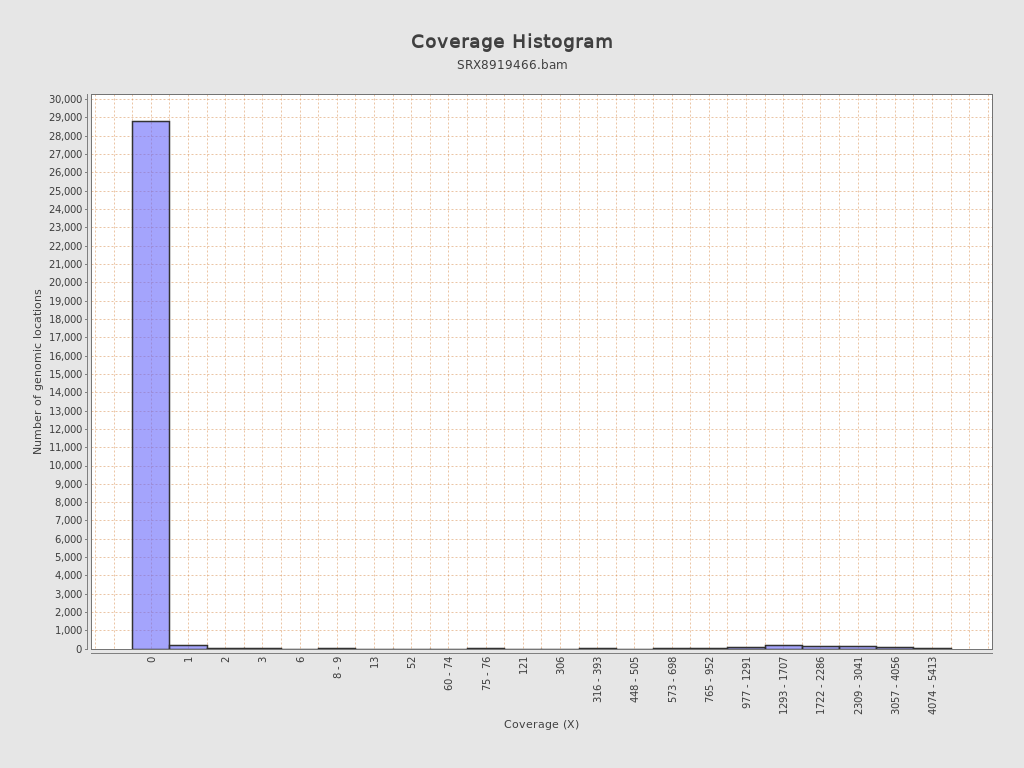 Coverage Histogram
SRX8919466.bam
30,000
29,000
28,000
27,000
26,000
25,000
24,000
23,000
22,000
21,000
20,000
19,000
18,000
17,000
16,000
15,000
14,000
13,000
12,000
11,000
10,000
9,000
8,000
7,000
6,000
5,000
4,000
3,000
2,000
1,000
0
Number of genomic locations
0
1
2
3
6
8 - 9
13
52
60 - 74
75 - 76
121
306
316 - 393
448 - 505
573 - 698
765 - 952
977 - 1291
1293 - 1707
1722 - 2286
2309 - 3041
3057 - 4056
4074 - 5413
Coverage (X)